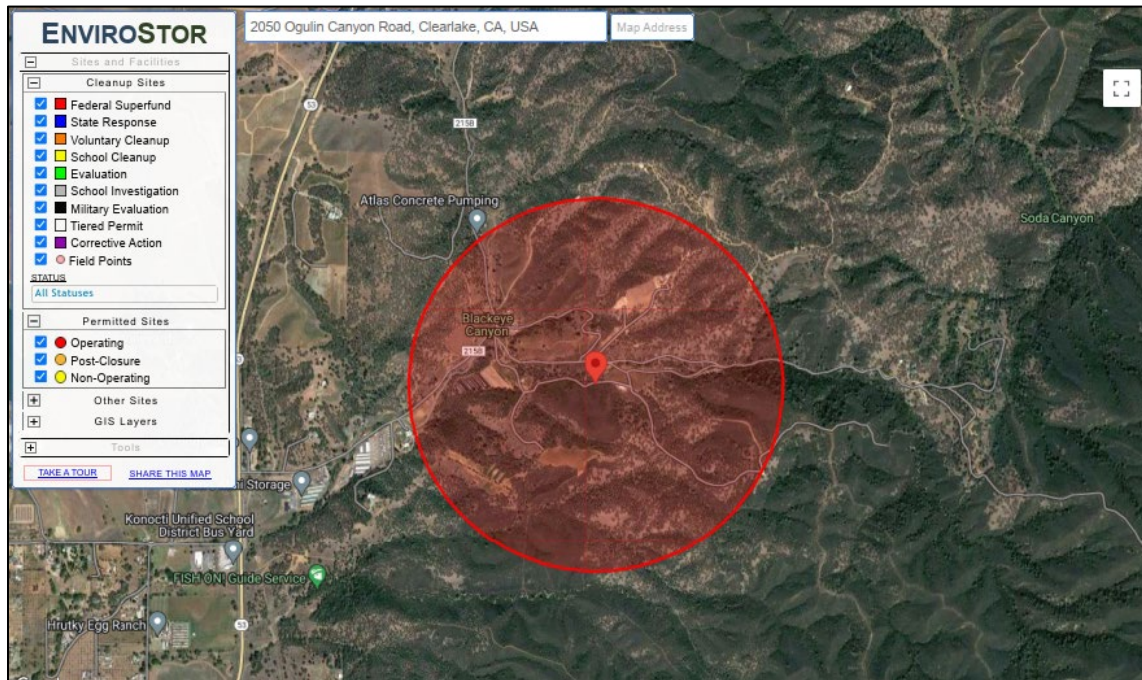 ENVIROSTOR
Sites and Facilities
Cleanup Sites
Federal Superfund
State Response
Voluntary Cleanup
School Cleanup
Evaluation
School Investigation
Military Evaluation
Tiered Permit
Corrective Action
Field Points
STATUS
All Statuses
Permitted Sites
Operating
Post-Closure
Non-Operating
Other Sites
GIS Layers
Tools
TAKE A TOUR SHARE THIS MAP
2050 Ogulin Canyon Road, Clearlake, CA, USA Map Address
53
215B
Atlas Concrete Pumping
Soda Canyon
Blackeye
Canyon
215B
53
Storage
Konocti Unified School
District Bus Yard
FISH ON! Guide Service
Hrutky Egg Ranch
53